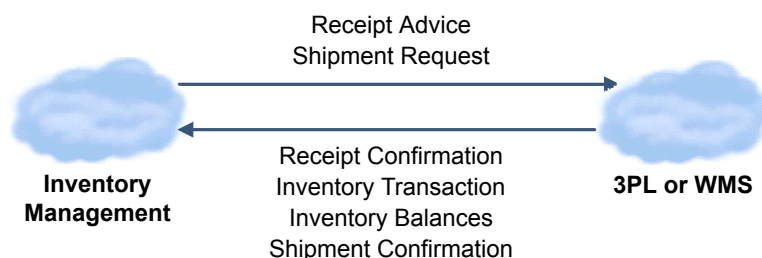 Receipt Advice
Shipment Request
Receipt Confirmation
Inventory Transaction
Inventory Balances
Shipment Confirmation
Inventory
Management
3PL or WMS